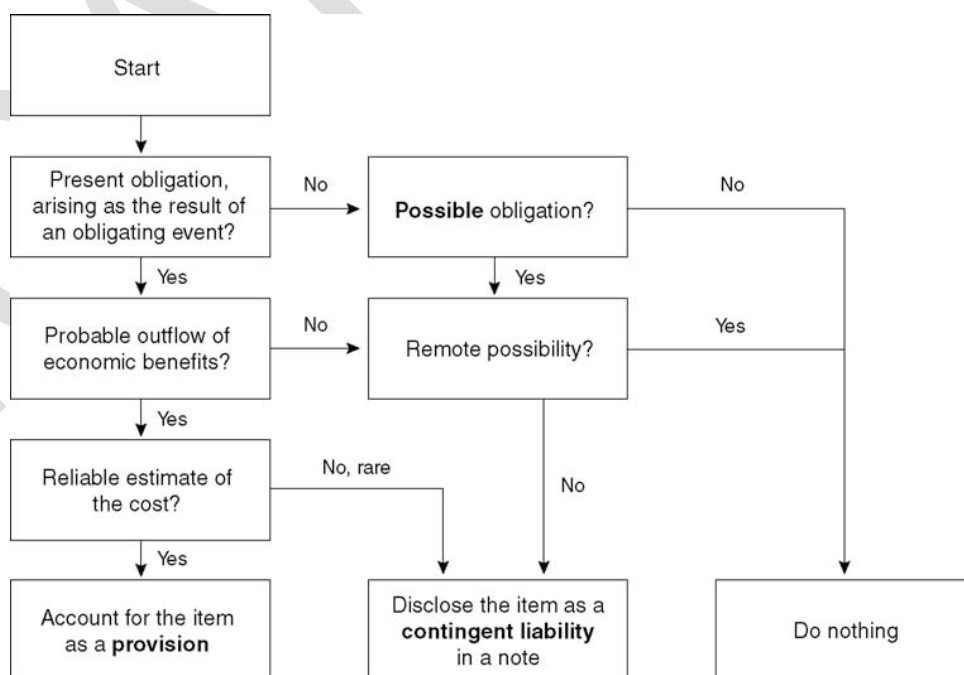 Start
Present obligation,
arising as the result of
an obligating event?
No
Possible obligation?
No
Yes
Yes
Probable outflow of
economic benefits?
No
Remote possibility?
Yes
Yes
Reliable estimate of
the cost?
No, rare
No
Yes
Account for the item
as a provision
Disclose the item as a
contingent liability
in a note
Do nothing